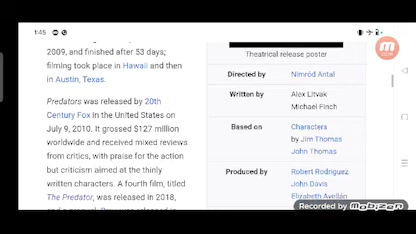 1:45
2009, and finished after 53 days;
filming took place in Hawaii and then
in Austin, Texas.
Predators was released by 20th
Century Fox in the United States on
July 9, 2010. It grossed $127 million
worldwide and received mixed reviews
from critics, with praise for the action
but criticism aimed at the thinly
written characters. A fourth film, titled
The Predator, was released in 2018,
Theatrical release poster
Directed by Nimród Antal
Written by Alex Litvak
Michael Finch
Based on Characters
by Jim Thomas
John Thomas
Produced by Robert Rodriguez
John Davis
Elizabeth Avellán
Recorded by Mobizen